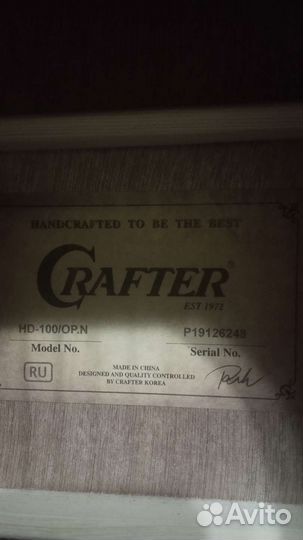 HANDCRAFTED TO BE THE BEST
CRAFTER®
EST 1972
HD-100/OP.N P19126248
Model No. Serial No.
RU
MADE IN CHINA
DESIGNED AND QUALITY CONTROLLED
BY CRAFTER KOREA
Avito